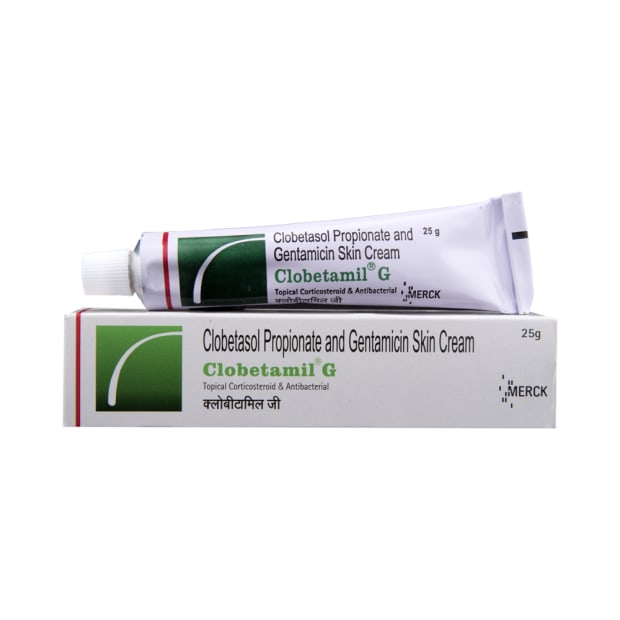 Clobetasol Propionate and
Gentamicin Skin Cream
25 g
Clobetamil® G
Topical Corticosteroid & Antibacterial
क्लोबीटामिल जी
MERCK
Clobetasol Propionate and Gentamicin Skin Cream
25g
Clobetamil® G
Topical Corticosteroid & Antibacterial
क्लोबीटामिल जी
MERCK